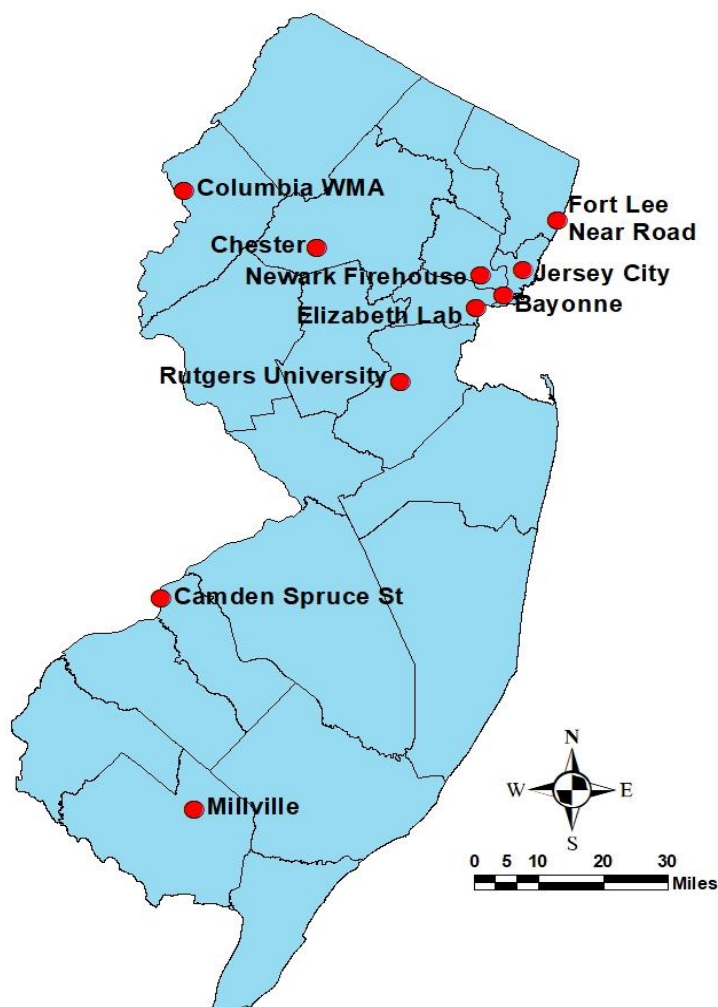 Columbia WMA
Fort Lee
Near Road
Chester
Newark Firehouse
Jersey City
Bayonne
Elizabeth Lab
Rutgers University
Camden Spruce St
N
W
E
S
Millville
0 5 10 20 30
Miles